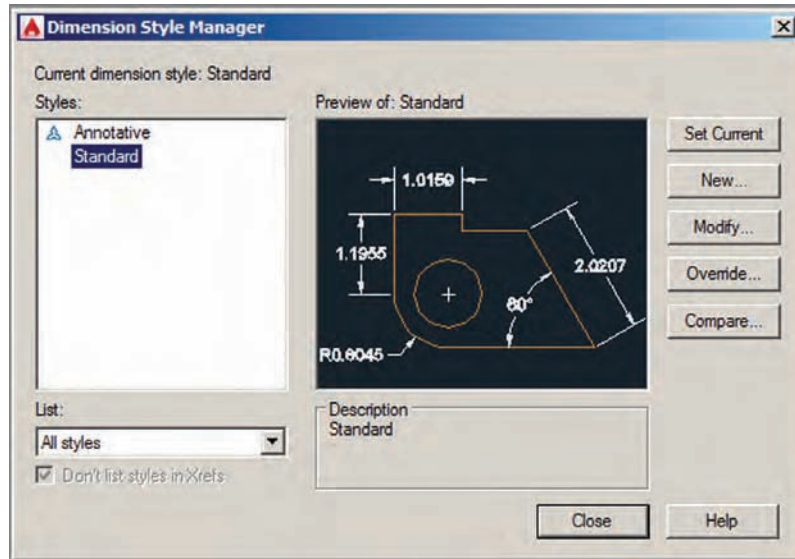 Dimension Style Manager
Current dimension style: Standard
Styles:
Annotative
Standard
List:
All styles
Don't list styles in Xrefs
Preview of: Standard
1.0159
1.1955
2.0207
60°
R0.8045
Description
Standard
Set Current
New...
Modify...
Override...
Compare...
Close
Help